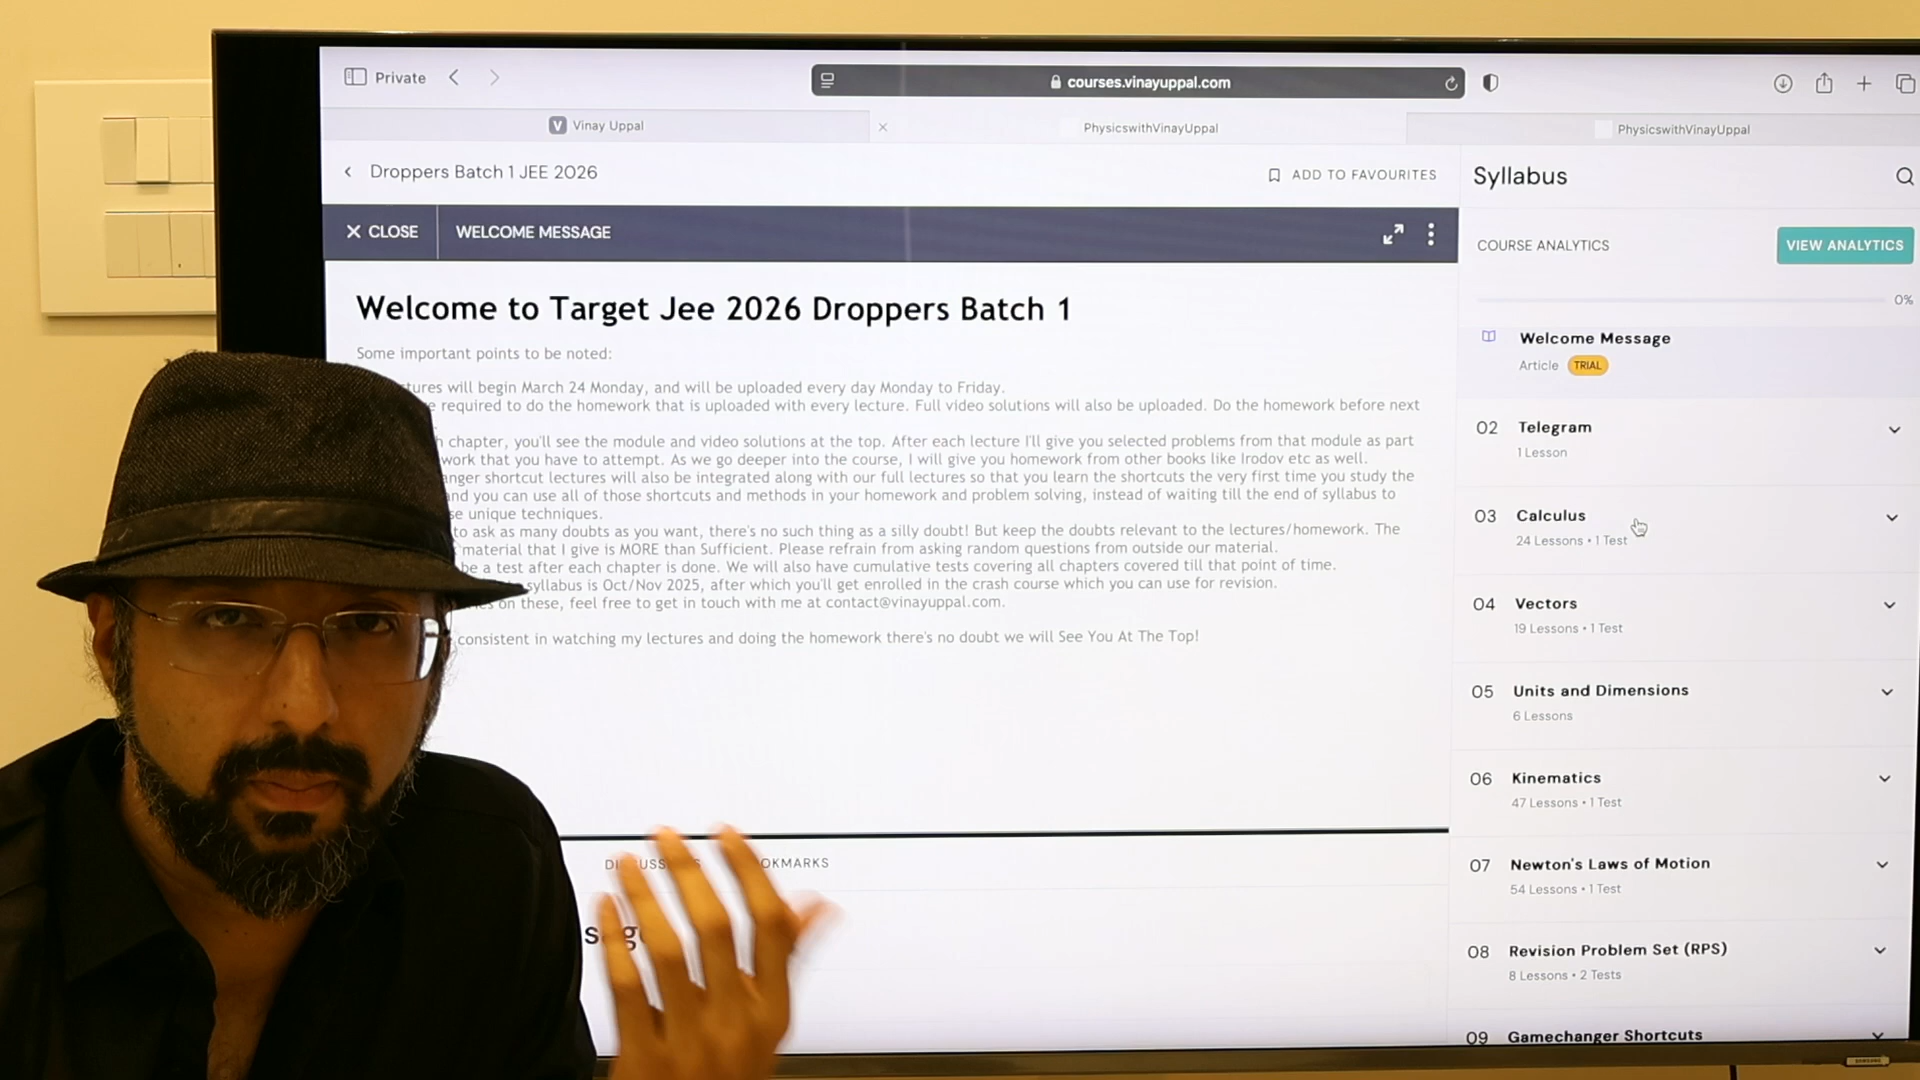 Private
courses.vinayuppal.com
V Vinay Uppal
PhysicswithVinayUppal
PhysicswithVinayUppal
Droppers Batch 1 JEE 2026
ADD TO FAVOURITES
CLOSE
WELCOME MESSAGE
Welcome to Target Jee 2026 Droppers Batch 1
Some important points to be noted:
will begin March 24 Monday, and will be uploaded every day Monday to Friday.
required to do the homework that is uploaded with every lecture. Full video solutions will also be uploaded. Do the homework before next
chapter, you'll see the module and video solutions at the top. After each lecture I'll give you selected problems from that module as part
work that you have to attempt. As we go deeper into the course, I will give you homework from other books like Irodov etc as well.
shortcut lectures will also be integrated along with our full lectures so that you learn the shortcuts the very first time you study the
and you can use all of those shortcuts and methods in your homework and problem solving, instead of waiting till the end of syllabus to
unique techniques.
to ask as many doubts as you want, there's no such thing as a silly doubt! But keep the doubts relevant to the lectures/homework. The
material that I give is MORE than Sufficient. Please refrain from asking random questions from outside our material.
be a test after each chapter is done. We will also have cumulative tests covering all chapters covered till that point of time.
syllabus is Oct/Nov 2025, after which you'll get enrolled in the crash course which you can use for revision.
on these, feel free to get in touch with me at contact@vinayuppal.com.
consistent in watching my lectures and doing the homework there's no doubt we will See You At The Top!
Syllabus
COURSE ANALYTICS
VIEW ANALYTICS
0%
Welcome Message
Article TRIAL
02 Telegram
1 Lesson
03 Calculus
24 Lessons • 1 Test
04 Vectors
19 Lessons • 1 Test
05 Units and Dimensions
6 Lessons
06 Kinematics
47 Lessons • 1 Test
07 Newton's Laws of Motion
54 Lessons • 1 Test
08 Revision Problem Set (RPS)
8 Lessons • 2 Tests
09 Gamechanger Shortcuts
SAMSUNG